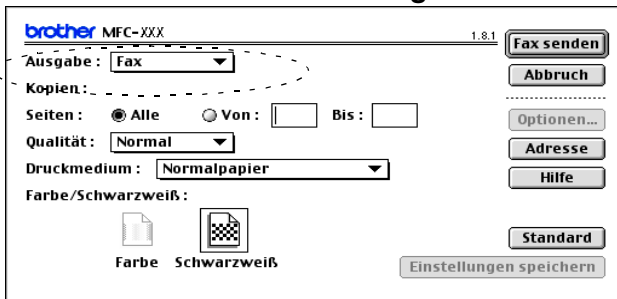 brother MFC-XXX 1.8.1
Fax senden
Ausgabe : Fax
Abbruch
Kopien :
Seiten : Alle Von : Bis :
Optionen...
Qualität : Normal
Adresse
Druckmedium : Normalpapier
Hilfe
Farbe/Schwarzweiß :
Standard
Farbe Schwarzweiß
Einstellungen speichern